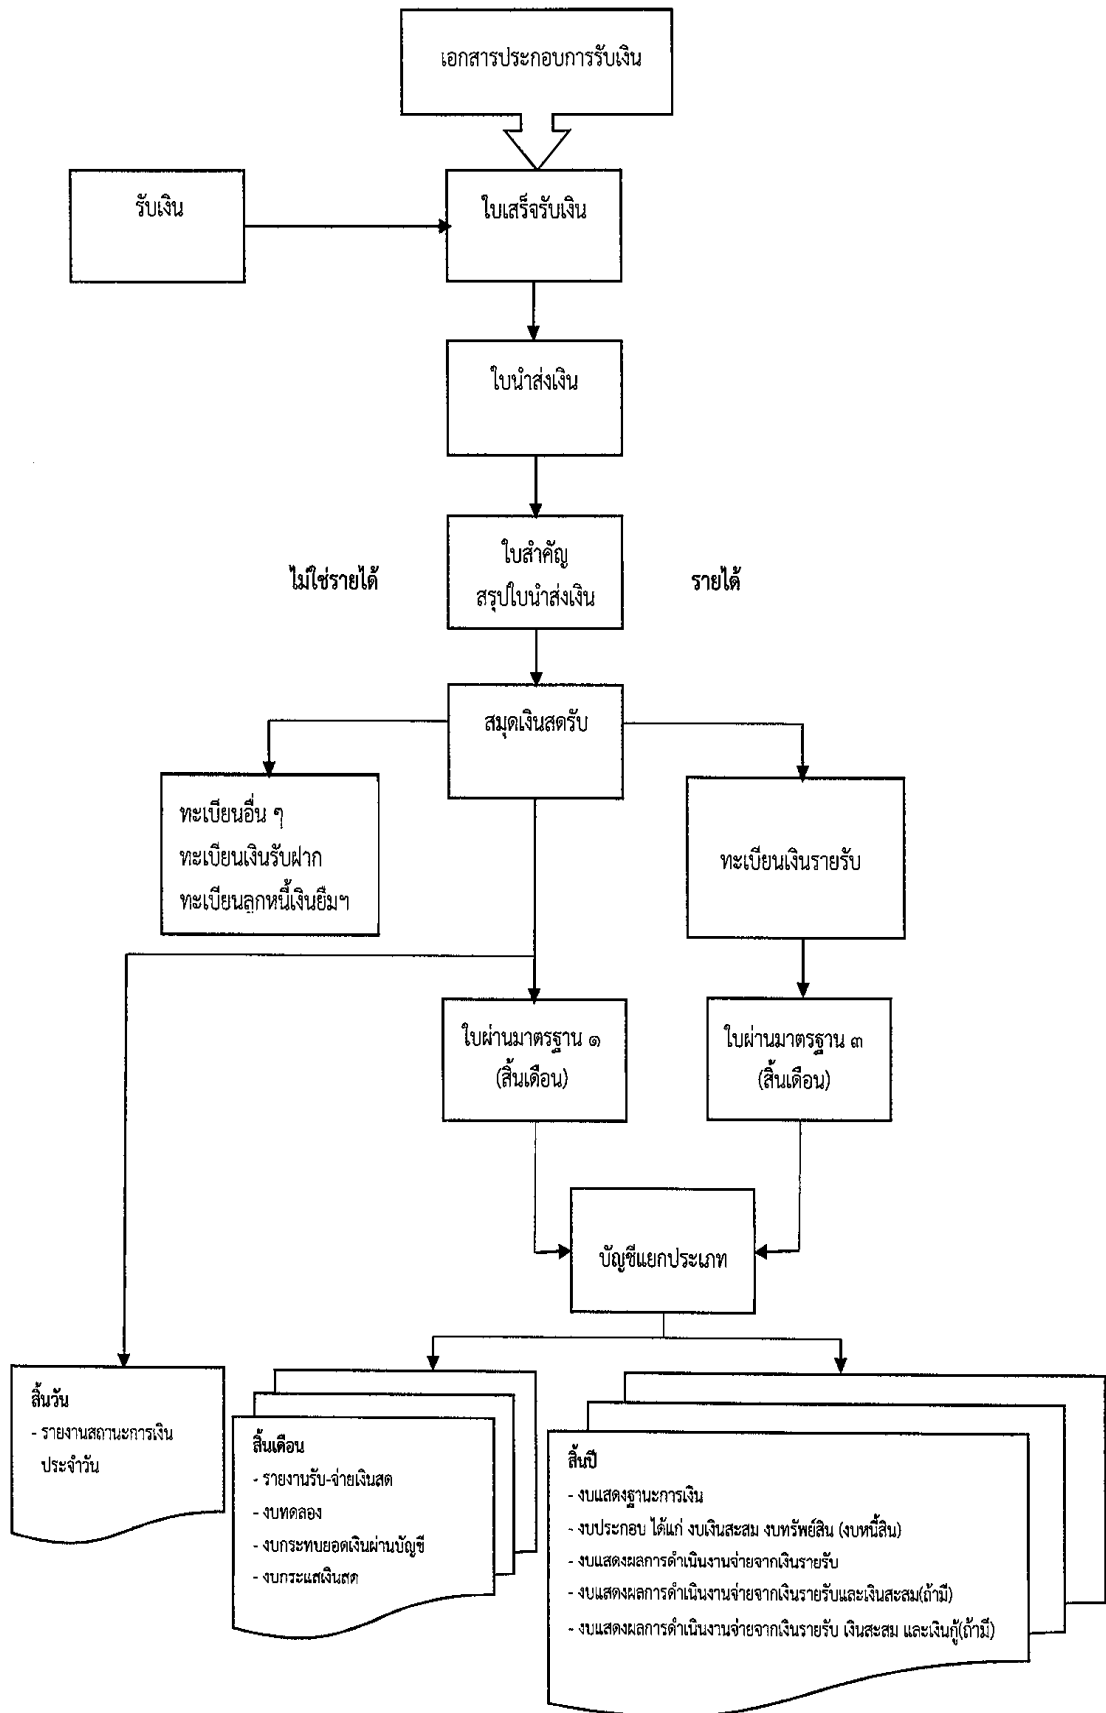 เอกสารประกอบการรับเงิน
รับเงิน
ใบเสร็จรับเงิน
ใบนำส่งเงิน
ใบสำคัญ
สรุปใบนำส่งเงิน
ไม่ใช่รายได้
รายได้
สมุดเงินสดรับ
ทะเบียนอื่น ๆ
ทะเบียนเงินรับฝาก
ทะเบียนลูกหนี้เงินยืมฯ
ทะเบียนเงินรายรับ
ใบผ่านมาตรฐาน ๑
(สิ้นเดือน)
ใบผ่านมาตรฐาน ๓
(สิ้นเดือน)
บัญชีแยกประเภท
สิ้นวัน
- รายงานสถานะการเงิน
ประจำวัน
สิ้นเดือน
- รายงานรับ-จ่ายเงินสด
- งบทดลอง
- งบกระทบยอดเงินผ่านบัญชี
- งบกระแสเงินสด
สิ้นปี
- งบแสดงฐานะการเงิน
- งบประกอบ ได้แก่ งบเงินสะสม งบทรัพย์สิน (งบหนี้สิน)
- งบแสดงผลการดำเนินงานจ่ายจากเงินรายรับ
- งบแสดงผลการดำเนินงานจ่ายจากเงินรายรับและเงินสะสม(ถ้ามี)
- งบแสดงผลการดำเนินงานจ่ายจากเงินรายรับ เงินสะสม และเงินกู้(ถ้ามี)